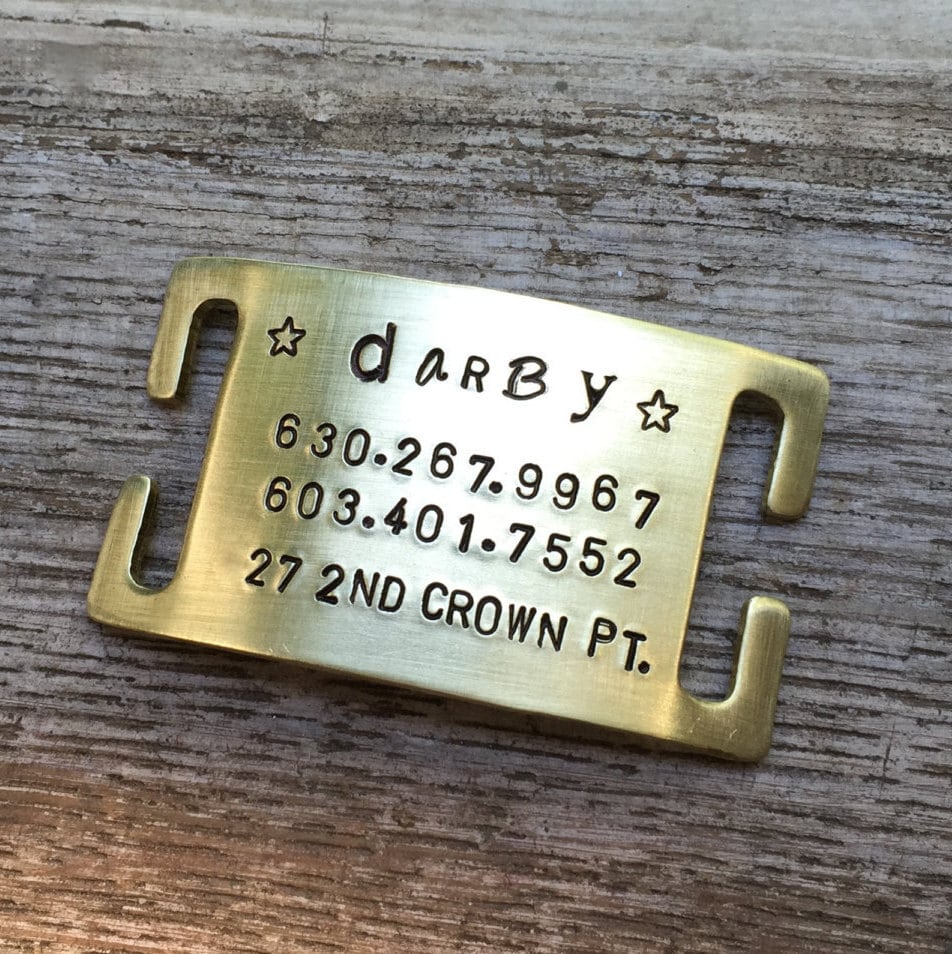 ☆ darBy ☆
630.267.9967
603.401.7552
27 2ND CROWN PT.